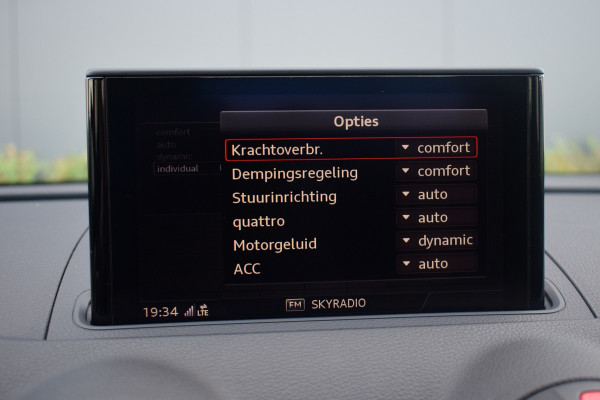 Opties
comfort
auto
dynamic
individual
Krachtoverbr. comfort
Dempingsregeling comfort
Stuurinrichting auto
quattro auto
Motorgeluid dynamic
ACC auto
19:34 LTE FM SKYRADIO